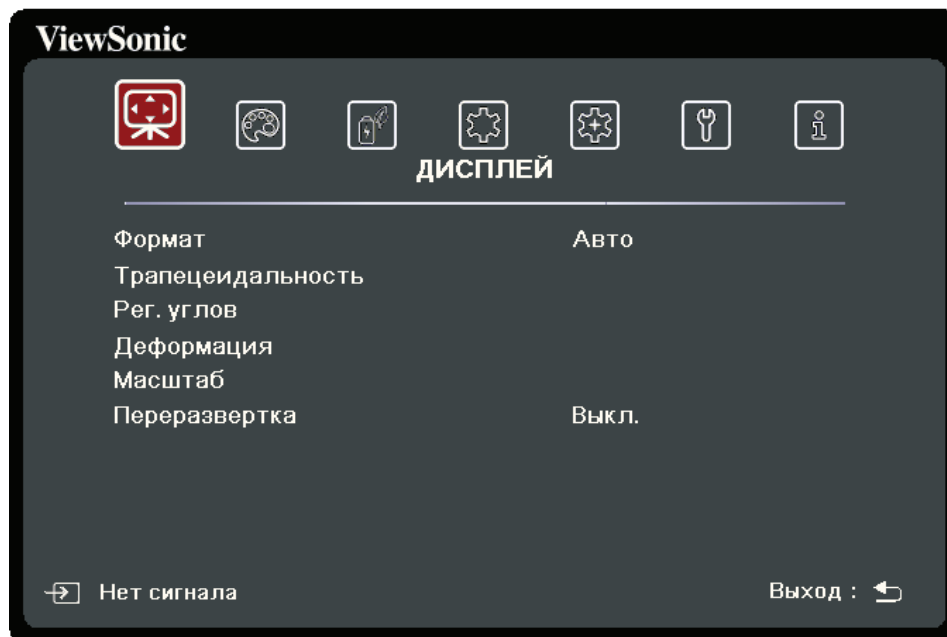 ViewSonic
ДИСПЛЕЙ
Формат Авто
Трапецеидальность
Рег. углов
Деформация
Масштаб
Переразвертка Выкл.
Нет сигнала Выход :